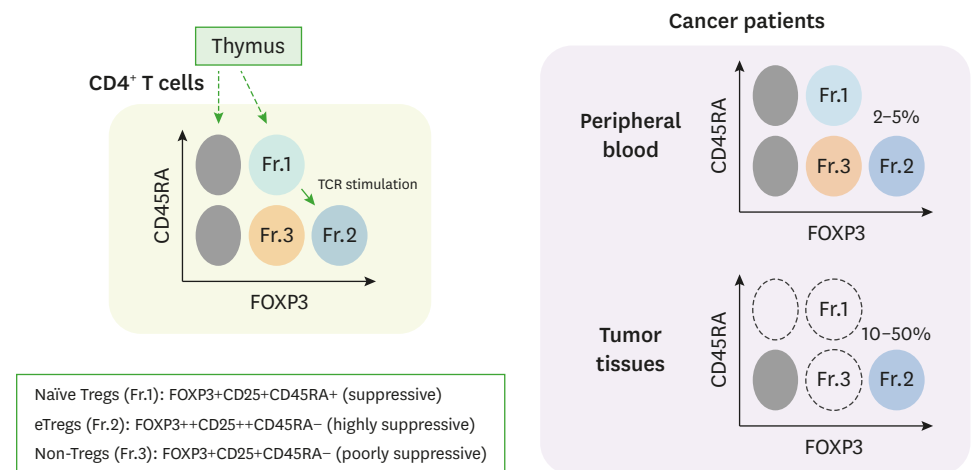 Thymus
CD4⁺ T cells
CD45RA
Fr.1
TCR stimulation
Fr.3
Fr.2
FOXP3
Naïve Tregs (Fr.1): FOXP3+CD25+CD45RA+ (suppressive)
eTregs (Fr.2): FOXP3++CD25++CD45RA− (highly suppressive)
Non-Tregs (Fr.3): FOXP3+CD25+CD45RA− (poorly suppressive)
Cancer patients
Peripheral
blood
CD45RA
Fr.1
2−5%
Fr.3
Fr.2
FOXP3
Tumor
tissues
CD45RA
Fr.1
10−50%
Fr.3
Fr.2
FOXP3